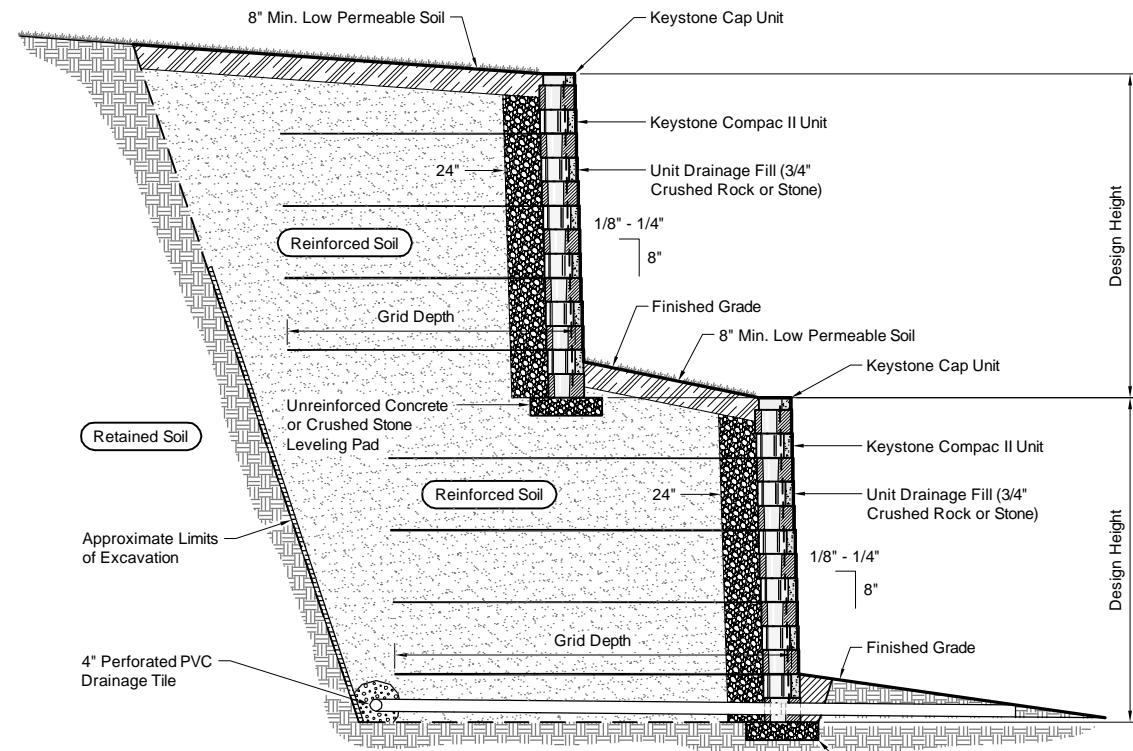 8" Min. Low Permeable Soil
Keystone Cap Unit
Keystone Compac II Unit
24"
Unit Drainage Fill (3/4"
Crushed Rock or Stone)
1/8" - 1/4"
8"
Reinforced Soil
Design Height
Finished Grade
Grid Depth
8" Min. Low Permeable Soil
Keystone Cap Unit
Unreinforced Concrete
or Crushed Stone
Leveling Pad
Retained Soil
Keystone Compac II Unit
Reinforced Soil
24"
Unit Drainage Fill (3/4"
Crushed Rock or Stone)
Approximate Limits
of Excavation
1/8" - 1/4"
8"
Design Height
Grid Depth
Finished Grade
4" Perforated PVC
Drainage Tile